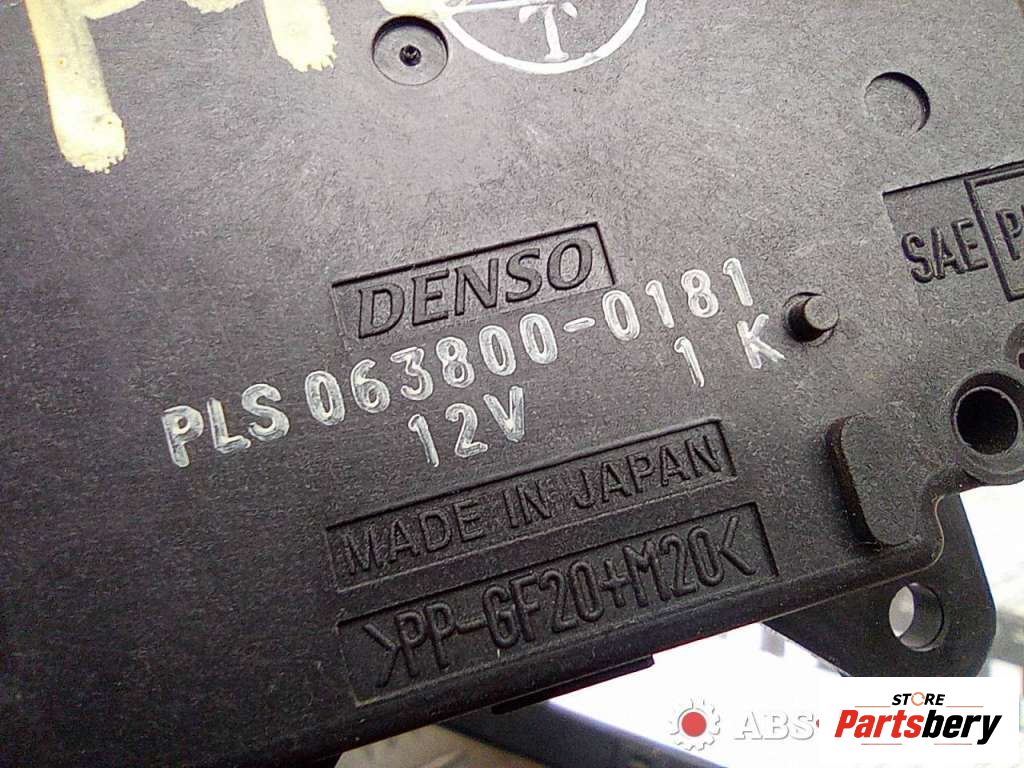 DENSO
SAE
PLS 063800-0181
12V 1 K
MADE IN JAPAN
>PP-GF20+M20<
ABS
STORE
Partsbery